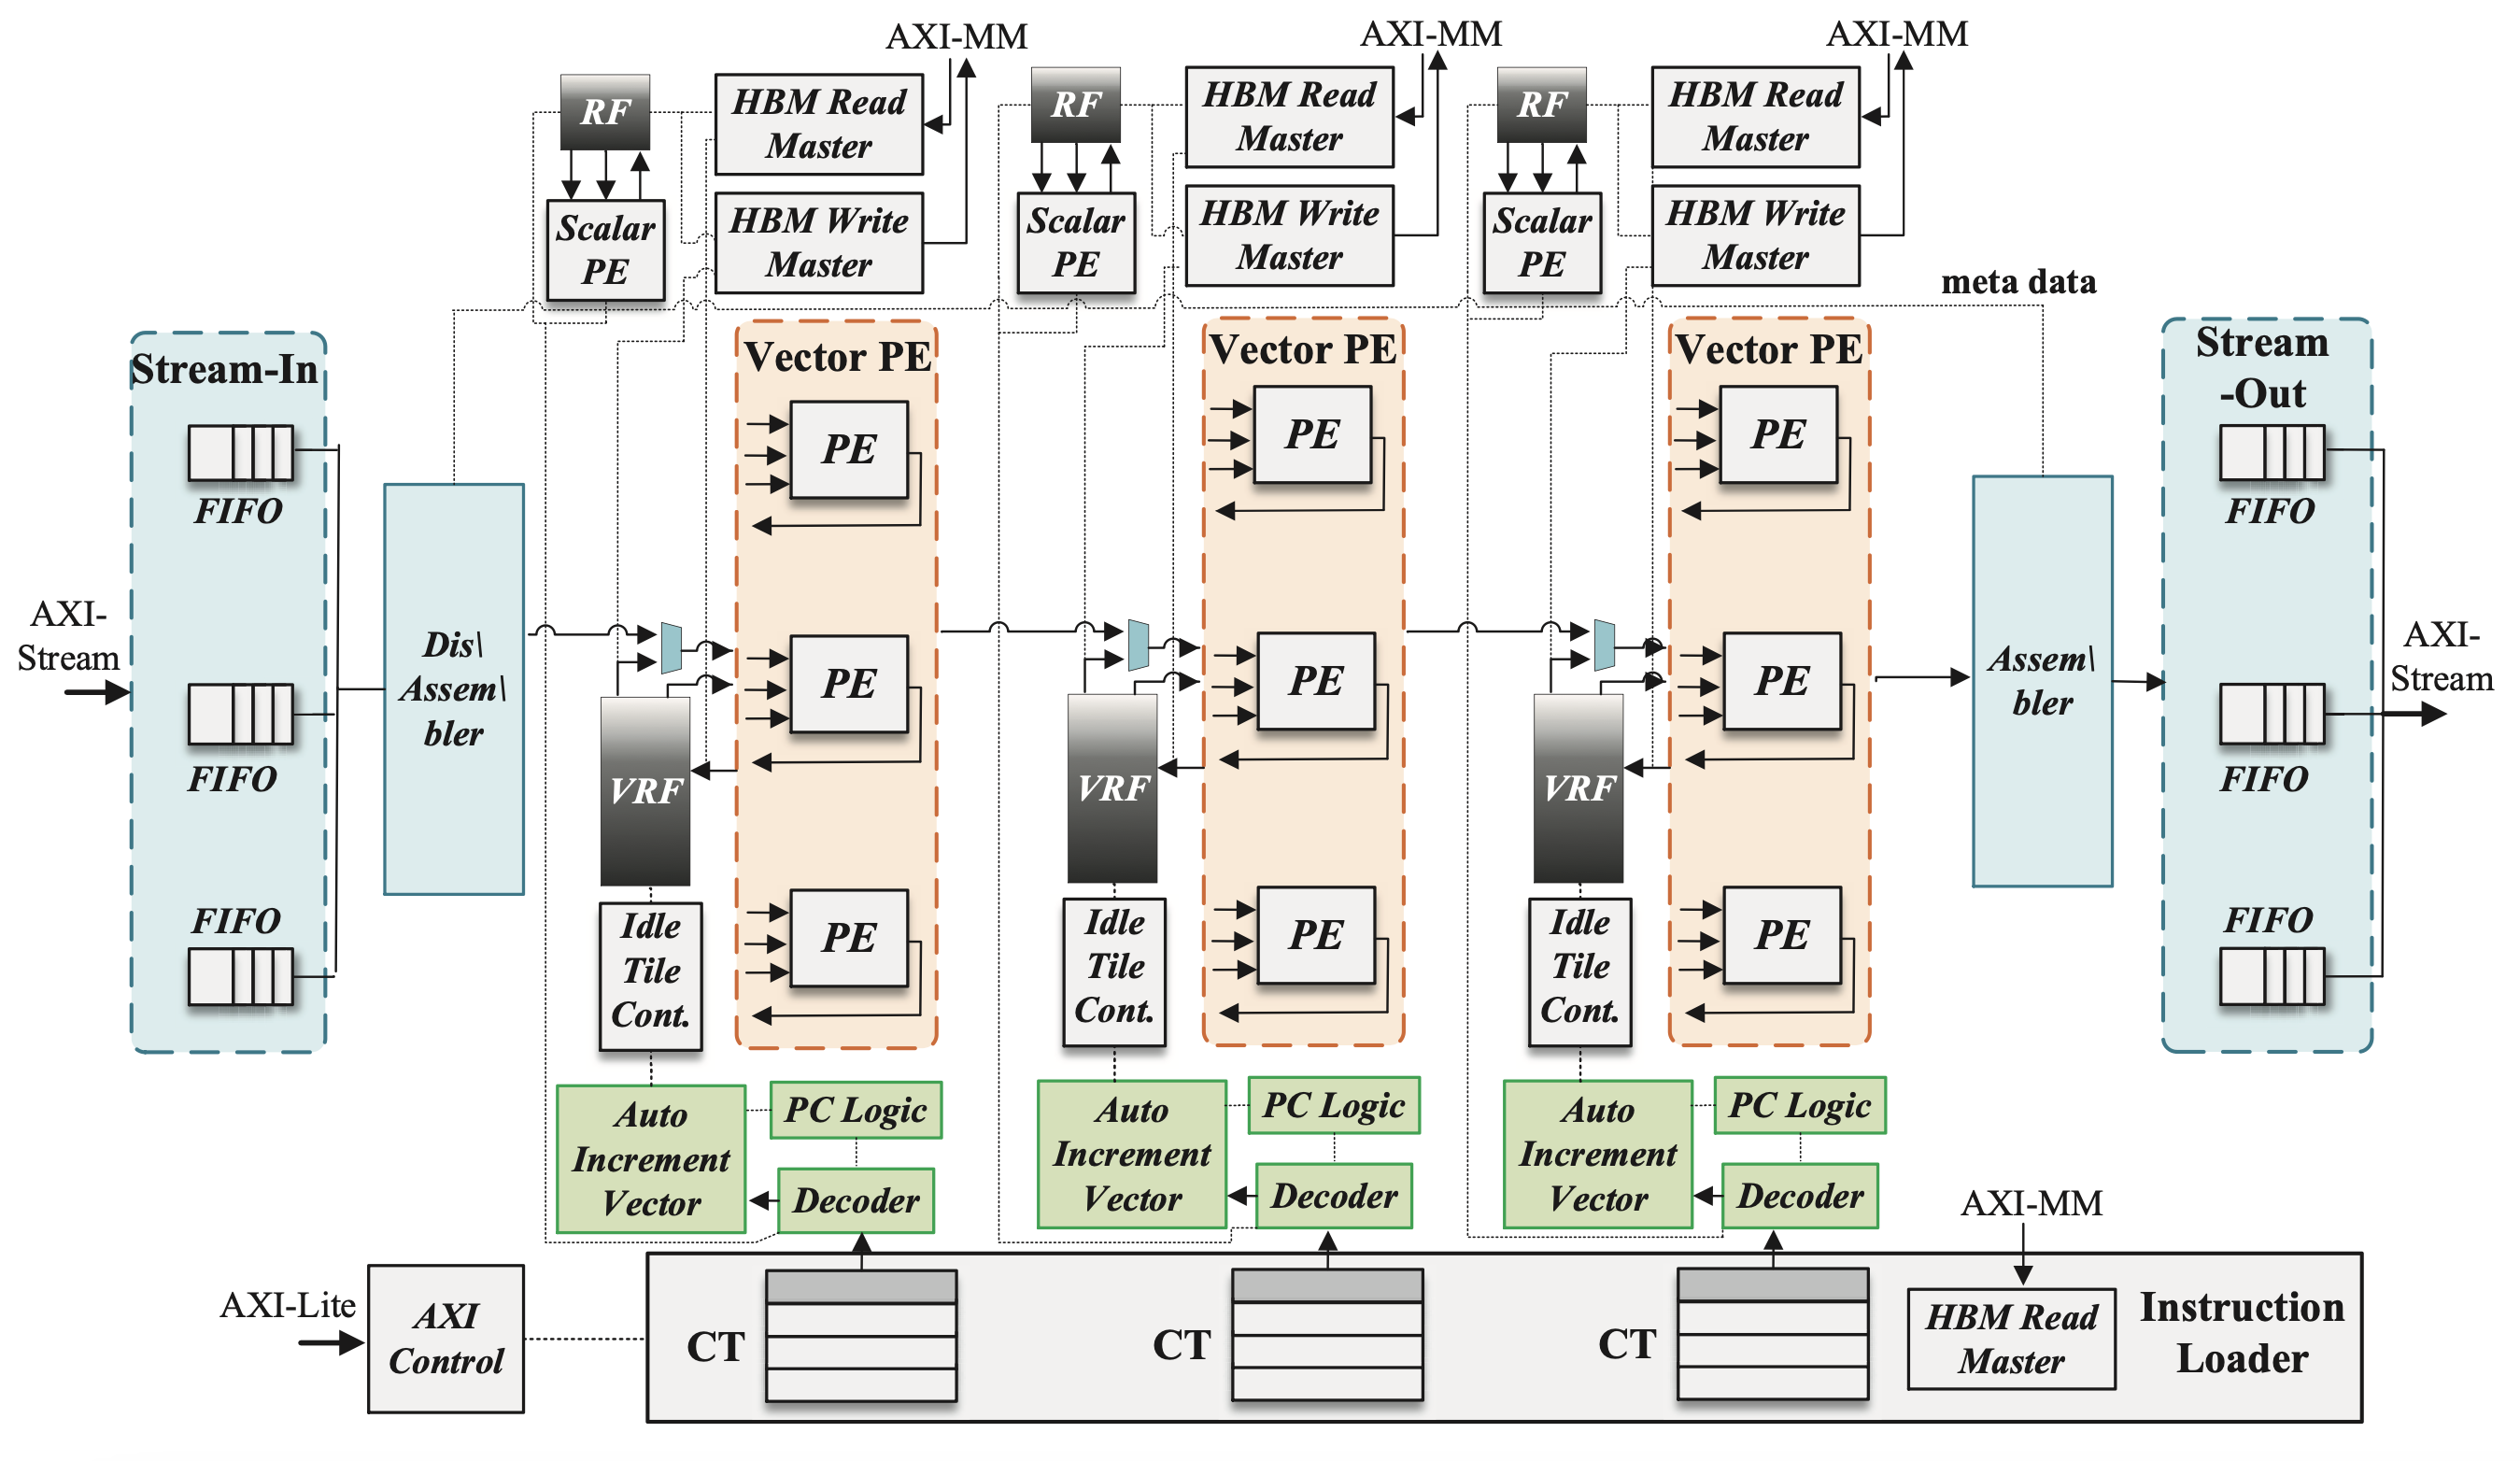 AXI-MM
AXI-MM
AXI-MM
RF
HBM Read
Master
RF
HBM Read
Master
RF
HBM Read
Master
Scalar
PE
HBM Write
Master
Scalar
PE
HBM Write
Master
Scalar
PE
HBM Write
Master
meta data
Stream-In
Vector PE
Vector PE
Vector PE
Stream
-Out
FIFO
PE
PE
PE
FIFO
AXI-
Stream
Dis\
Assem\
bler
PE
PE
PE
Assem\
bler
AXI-
Stream
FIFO
VRF
VRF
VRF
FIFO
FIFO
Idle
Tile
Cont.
PE
Idle
Tile
Cont.
PE
Idle
Tile
Cont.
PE
FIFO
Auto
Increment
Vector
PC Logic
Decoder
Auto
Increment
Vector
PC Logic
Decoder
Auto
Increment
Vector
PC Logic
Decoder
AXI-MM
AXI-Lite
AXI
Control
CT
CT
CT
HBM Read
Master
Instruction
Loader